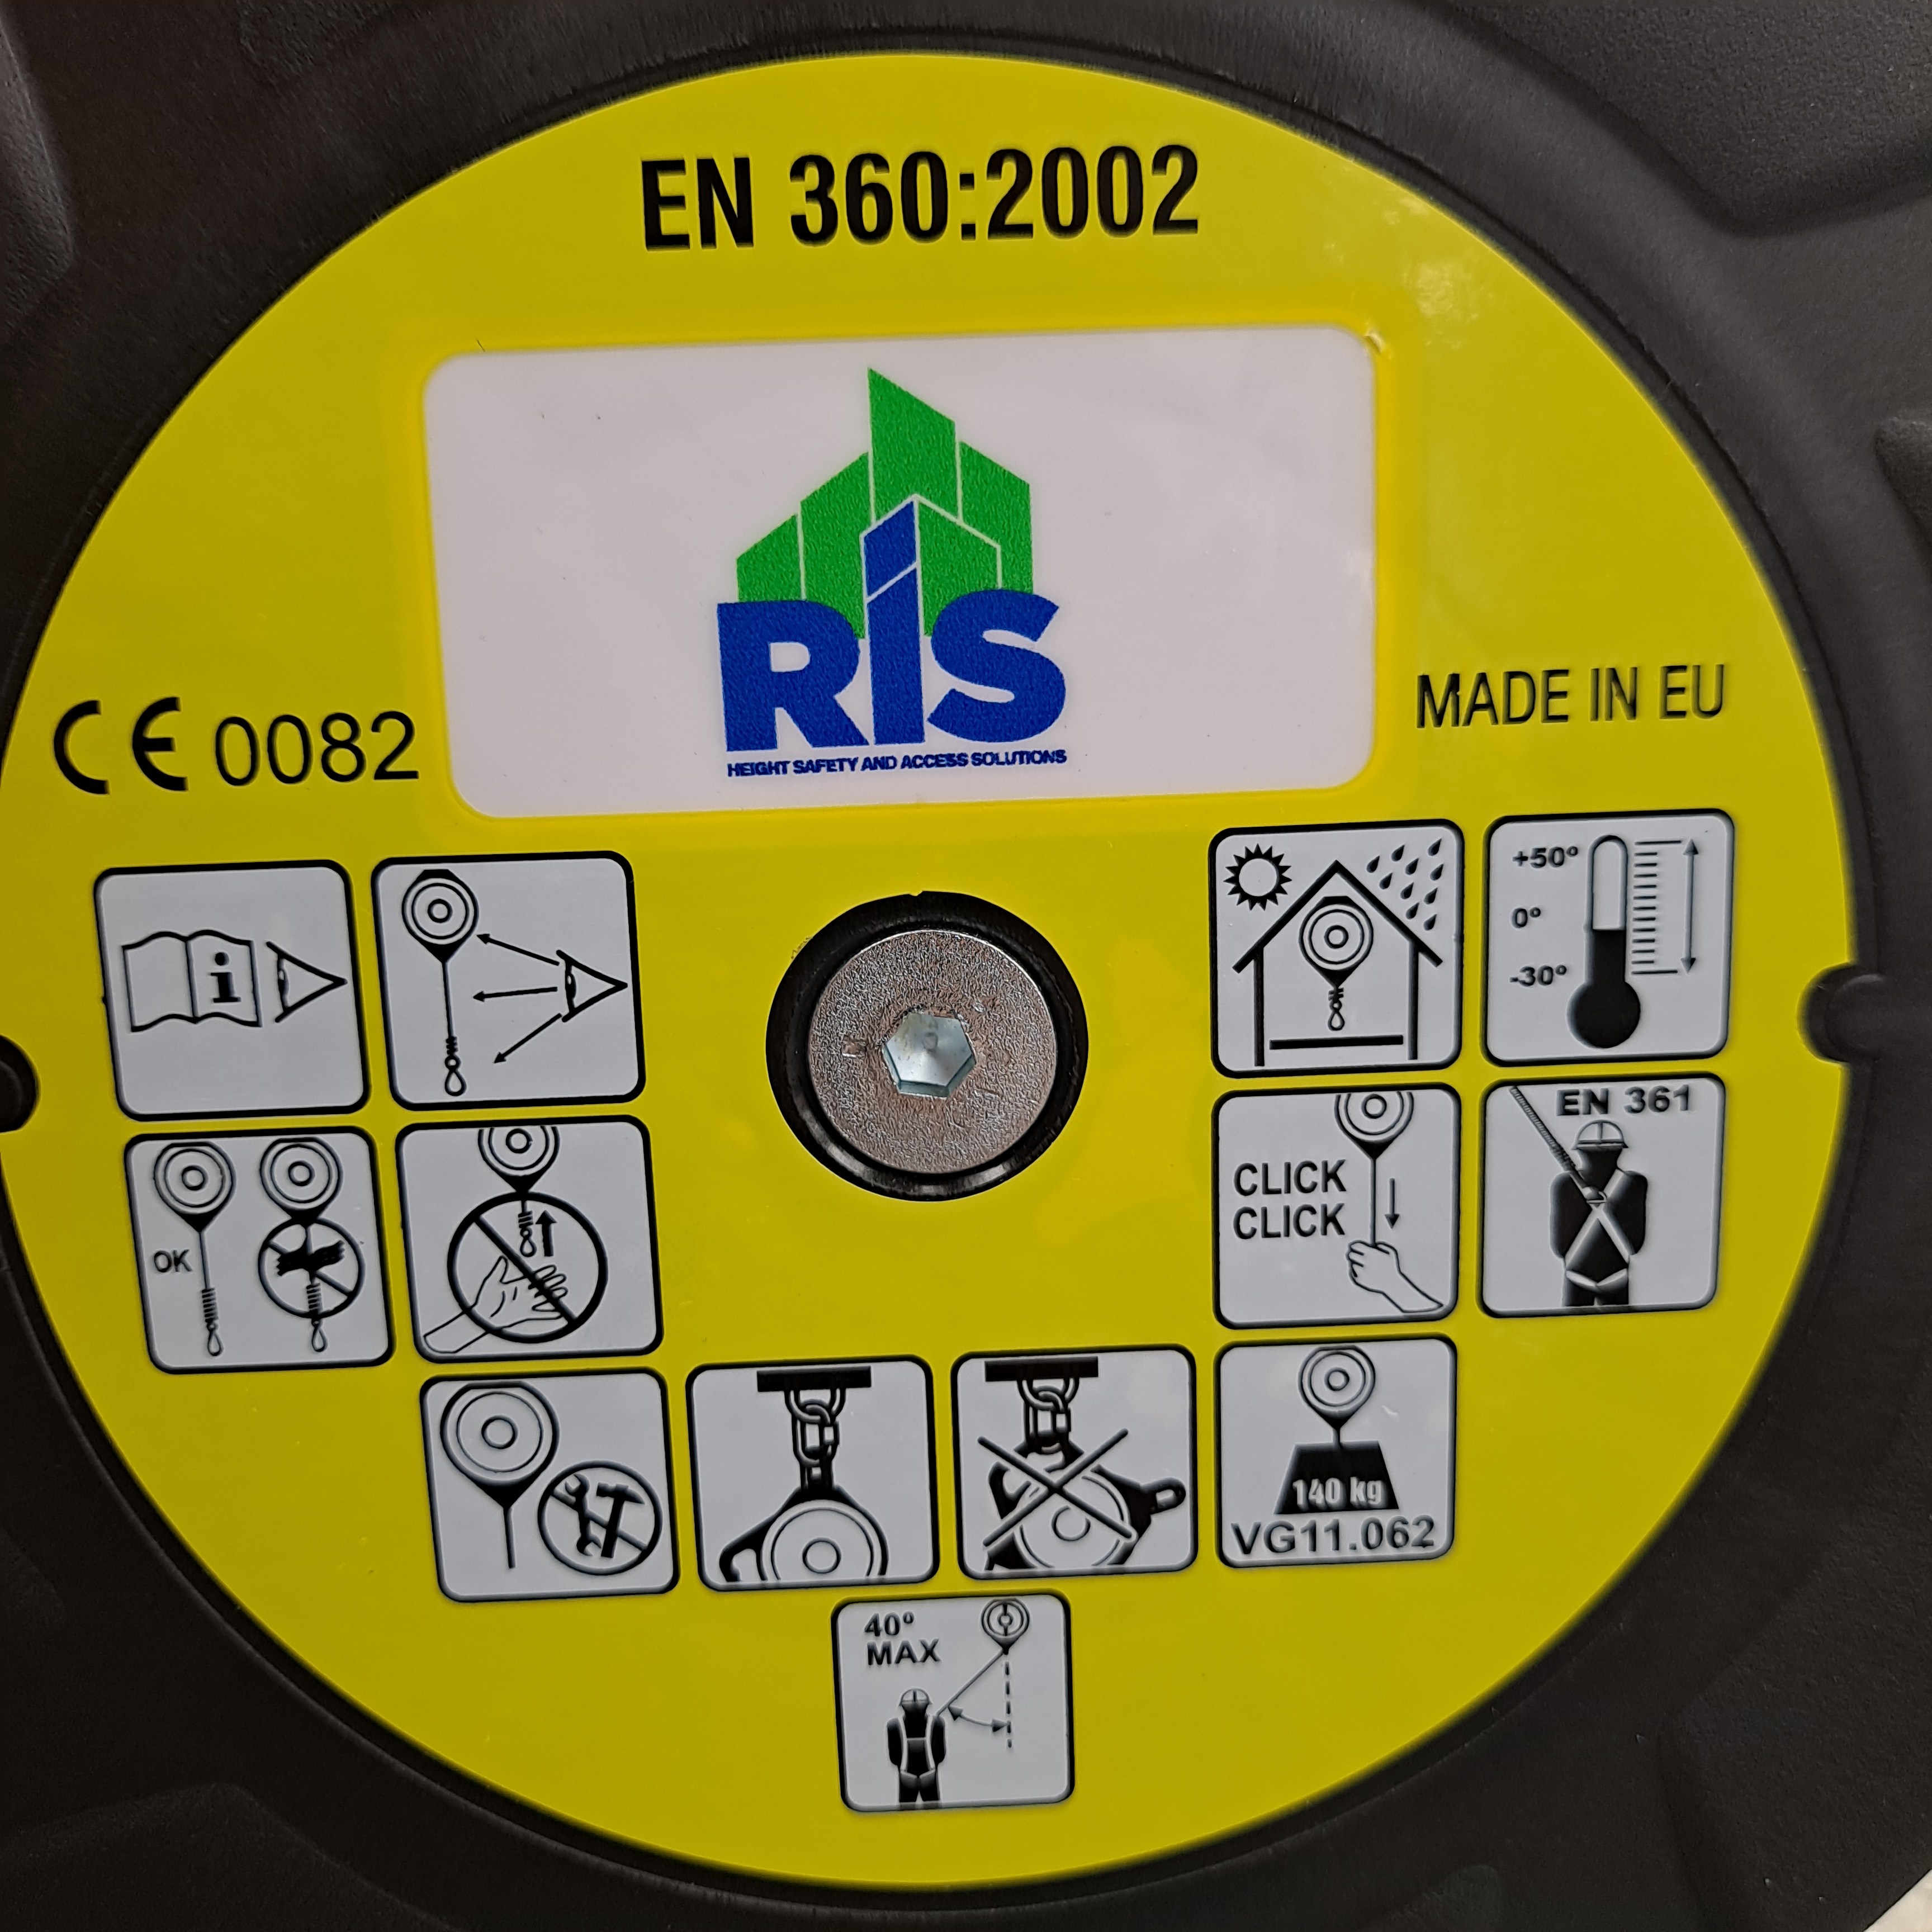 EN 360:2002
RIS
HEIGHT SAFETY AND ACCESS SOLUTIONS
CE 0082
MADE IN EU
i
+50°
0°
-30°
OK
CLICK
CLICK
EN 361
140 kg
VG11.062
40°
MAX